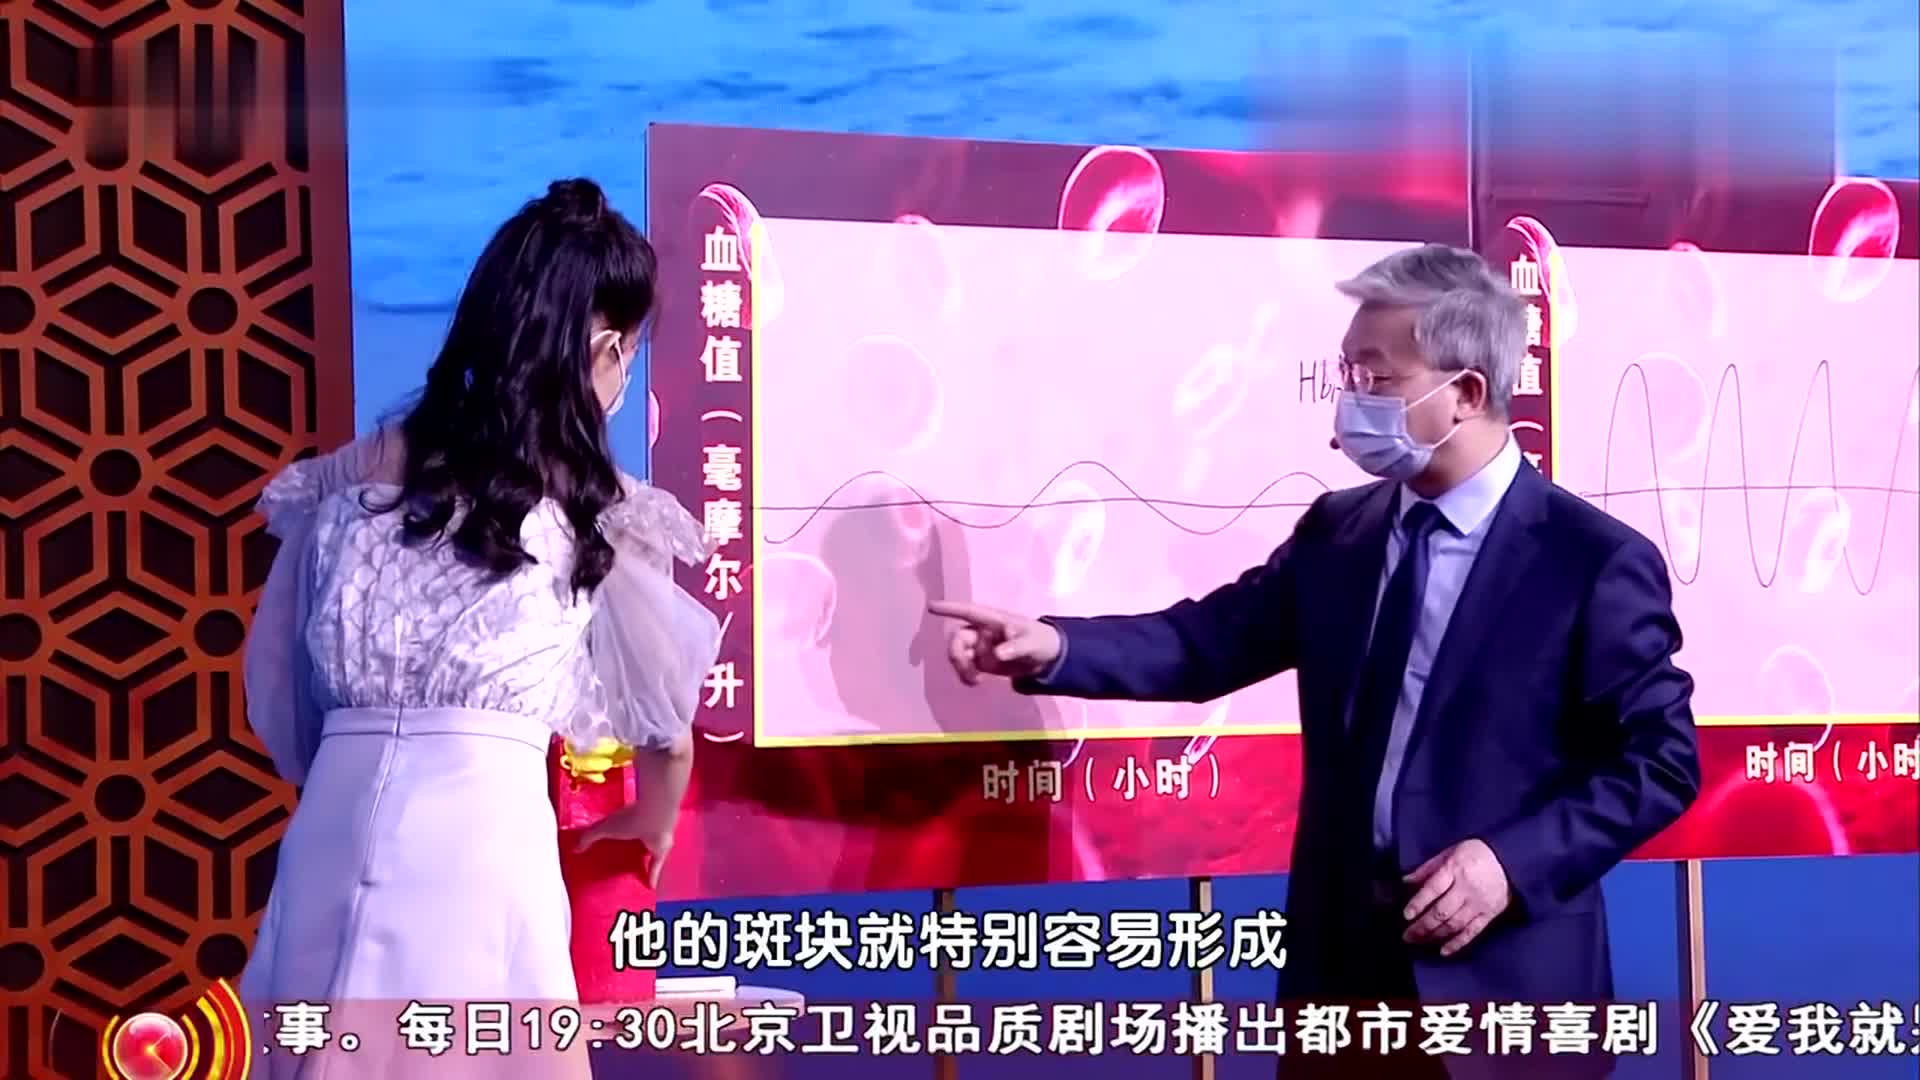 血糖值（毫摩尔/升）
时间（小时）
血糖值（
时间（小时
他的斑块就特别容易形成
事。每日19:30北京卫视品质剧场播出都市爱情喜剧《爱我就